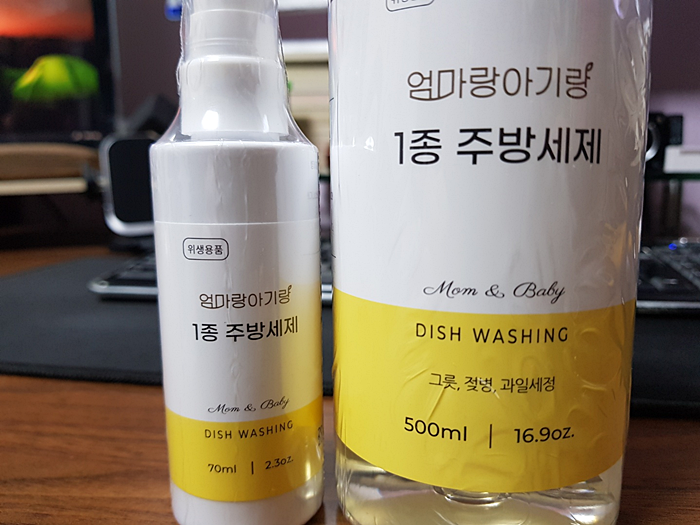 위생용품
엄마랑아기랑
1종 주방세제
Mom & Baby
DISH WASHING
70ml | 2.3oz.
엄마랑아기랑
1종 주방세제
Mom & Baby
DISH WASHING
그릇, 젖병, 과일세정
500ml | 16.9oz.